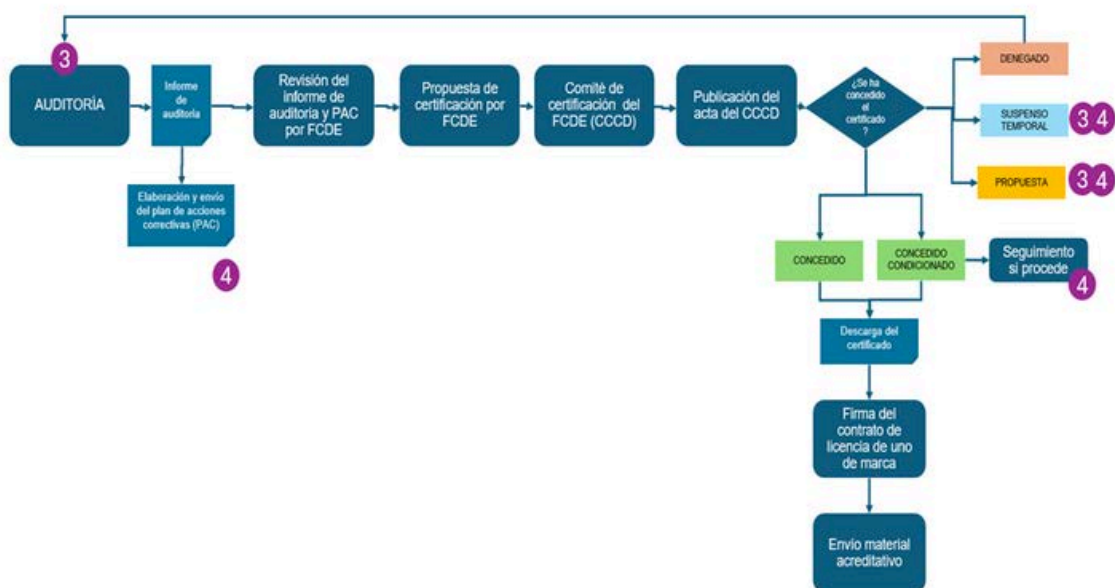 3
AUDITORÍA
Informe
de
auditoría
Revisión del
informe de
auditoria y PAC
por FCDE
Propuesta de
certificación por
FCDE
Comité de
certificación del
FCDE (CCCD)
Publicación del
acta del CCCD
¿Se ha
concedido
el
certificado
?
DENEGADO
SUSPENSO
TEMPORAL
3 4
PROPUESTA
3 4
Elaboración y envío
del plan de acciones
correctivas (PAC)
4
CONCEDIDO
CONCEDIDO
CONDICIONADO
Seguimiento
si procede
4
Descarga del
certificado
Firma del
contrato de
licencia de uno
de marca
Envío material
acreditativo